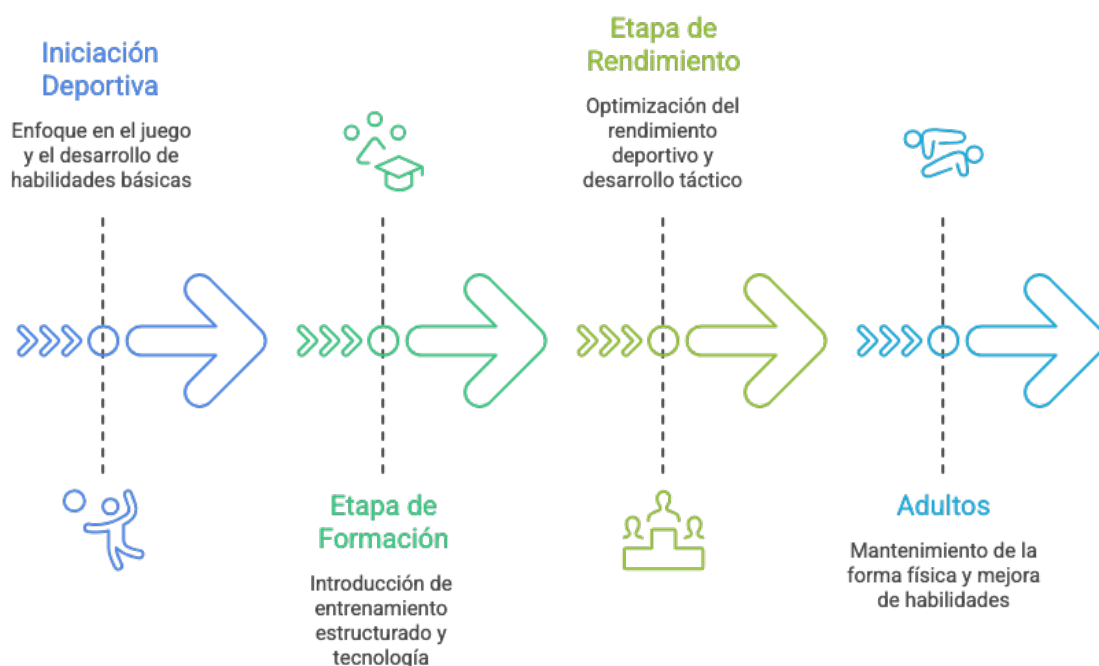 Iniciación
Deportiva
Enfoque en el juego
y el desarrollo de
habilidades básicas
Etapa de
Formación
Introducción de
entrenamiento
estructurado y
tecnología
Etapa de
Rendimiento
Optimización del
rendimiento
deportivo y
desarrollo táctico
Adultos
Mantenimiento de la
forma física y mejora
de habilidades